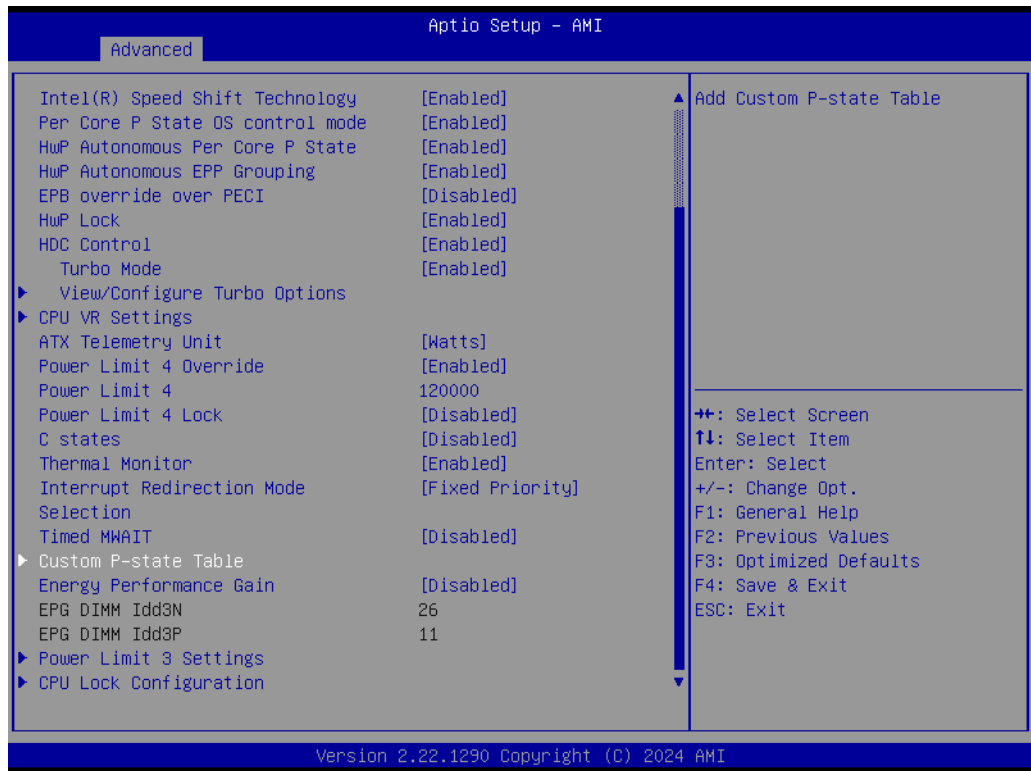 Aptio Setup - AMI
Advanced
Intel(R) Speed Shift Technology [Enabled]
Per Core P State OS control mode [Enabled]
HwP Autonomous Per Core P State [Enabled]
HwP Autonomous EPP Grouping [Enabled]
EPB override over PECI [Disabled]
HwP Lock [Enabled]
HDC Control [Enabled]
Turbo Mode [Enabled]
View/Configure Turbo Options
CPU VR Settings
ATX Telemetry Unit [Watts]
Power Limit 4 Override [Enabled]
Power Limit 4 120000
Power Limit 4 Lock [Disabled]
C states [Disabled]
Thermal Monitor [Enabled]
Interrupt Redirection Mode [Fixed Priority]
Selection
Timed MWAIT [Disabled]
Custom P-state Table
Energy Performance Gain [Disabled]
EPG DIMM Idd3N 26
EPG DIMM Idd3P 11
Power Limit 3 Settings
CPU Lock Configuration
Add Custom P-state Table
→←: Select Screen
↑↓: Select Item
Enter: Select
+/-: Change Opt.
F1: General Help
F2: Previous Values
F3: Optimized Defaults
F4: Save & Exit
ESC: Exit
Version 2.22.1290 Copyright (C) 2024 AMI